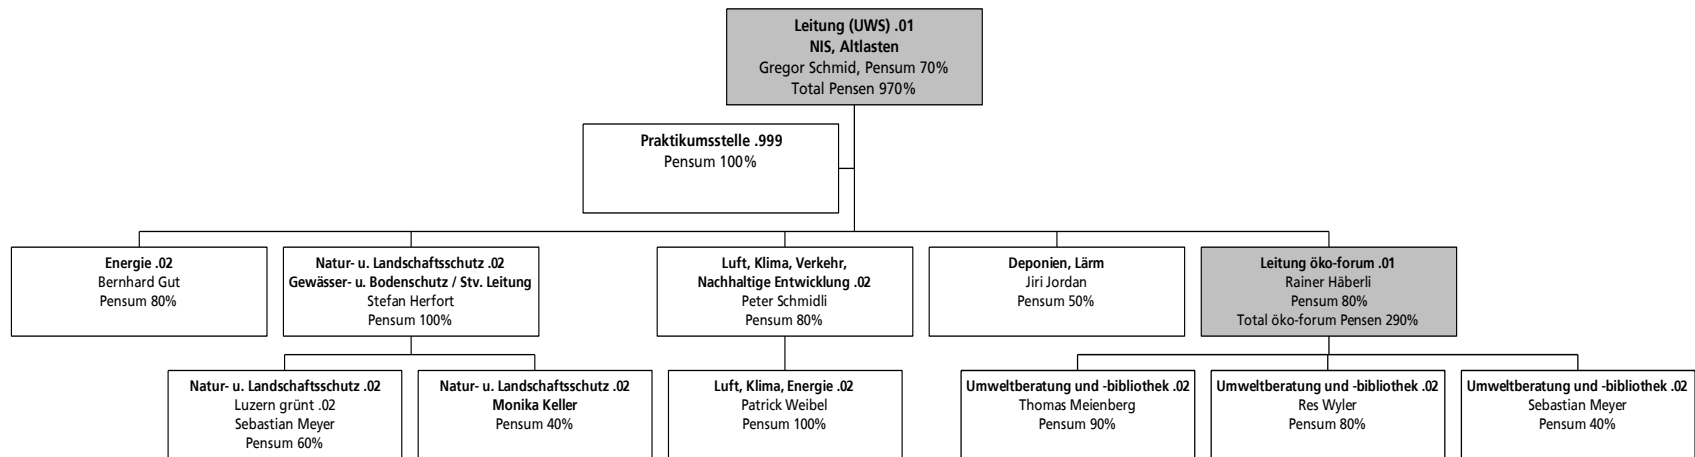 Leitung (UWS) .01
NIS, Altlasten
Gregor Schmid, Pensum 70%
Total Pensen 970%
Praktikumsstelle .999
Pensum 100%
Energie .02
Bernhard Gut
Pensum 80%
Natur- u. Landschaftsschutz .02
Gewässer- u. Bodenschutz / Stv. Leitung
Stefan Herfort
Pensum 100%
Luft, Klima, Verkehr,
Nachhaltige Entwicklung .02
Peter Schmidli
Pensum 80%
Deponien, Lärm
Jiri Jordan
Pensum 50%
Leitung öko-forum .01
Rainer Häberli
Pensum 80%
Total öko-forum Pensen 290%
Natur- u. Landschaftsschutz .02
Luzern grünt .02
Sebastian Meyer
Pensum 60%
Natur- u. Landschaftsschutz .02
Monika Keller
Pensum 40%
Luft, Klima, Energie .02
Patrick Weibel
Pensum 100%
Umweltberatung und -bibliothek .02
Thomas Meienberg
Pensum 90%
Umweltberatung und -bibliothek .02
Res Wyler
Pensum 80%
Umweltberatung und -bibliothek .02
Sebastian Meyer
Pensum 40%